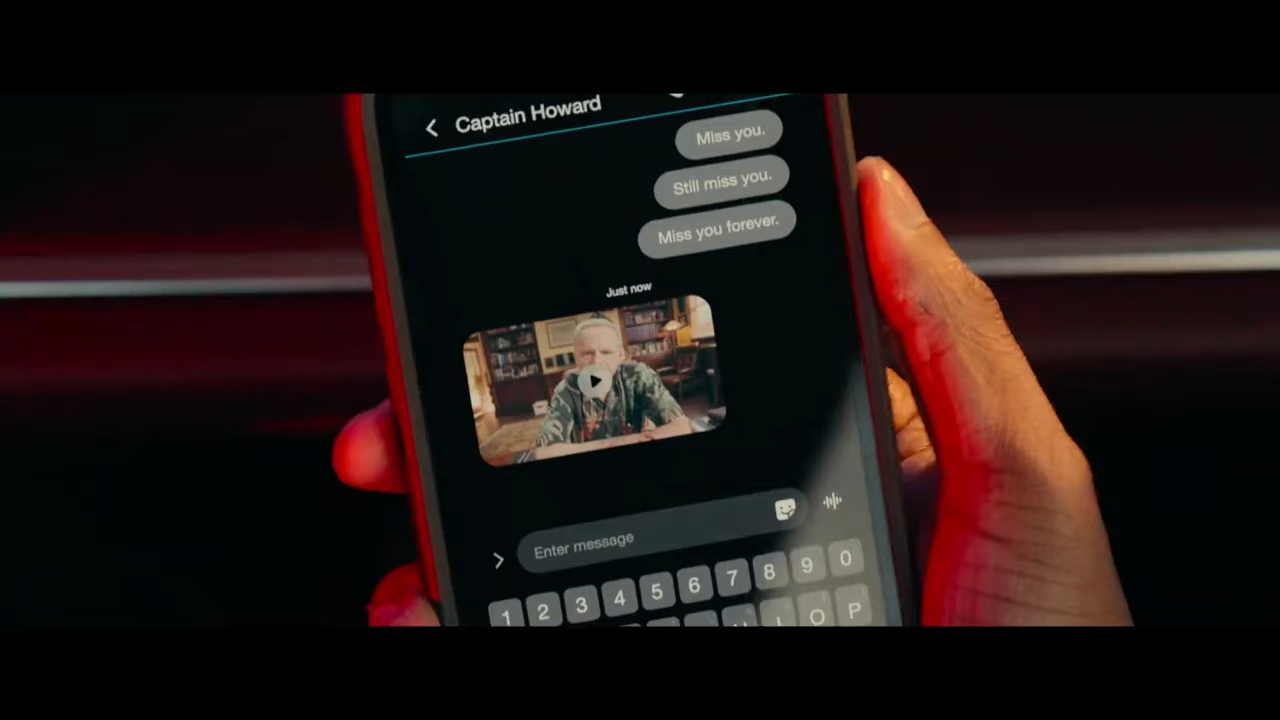 Captain Howard
Miss you.
Still miss you.
Miss you forever.
Just now
Enter message
1 2 3 4 5 6 7 8 9 0
I O P